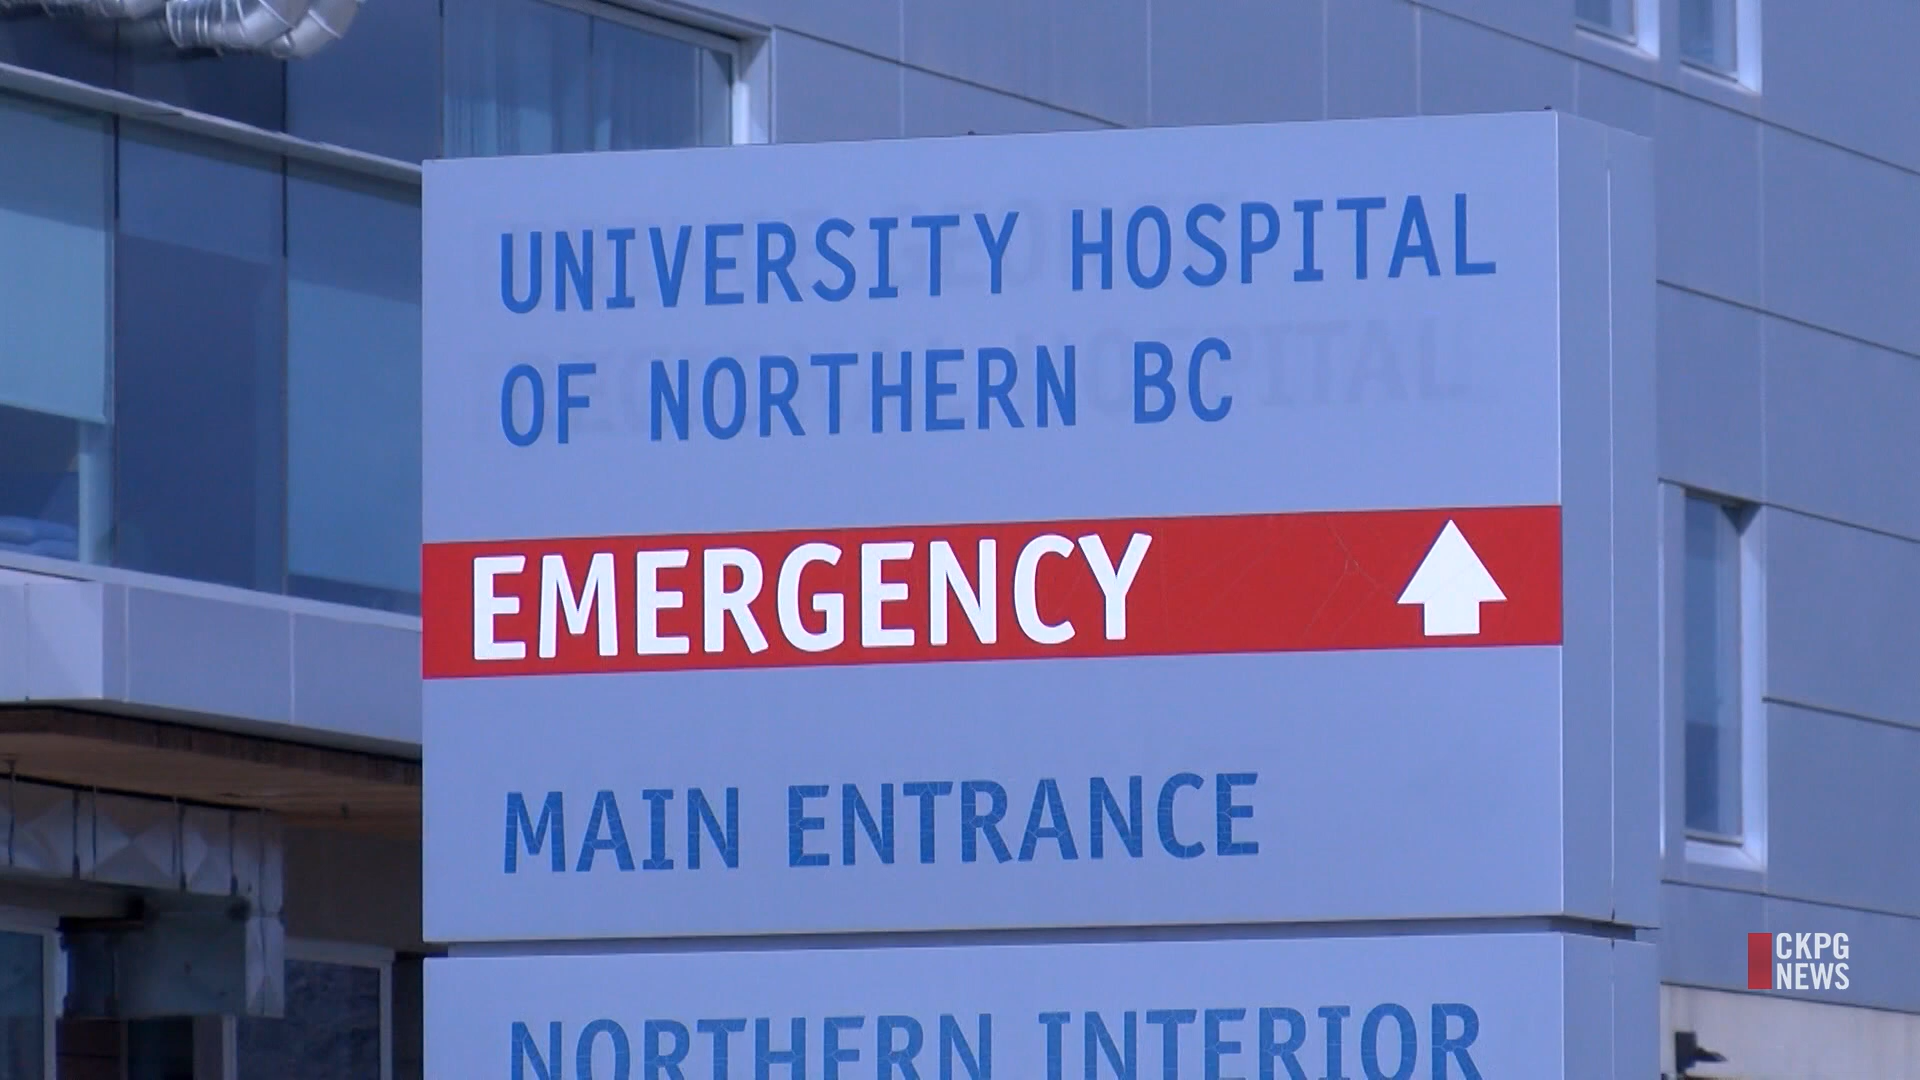 UNIVERSITY HOSPITAL
OF NORTHERN BC
EMERGENCY
MAIN ENTRANCE
NORTHERN INTERIOR
CKPG
NEWS